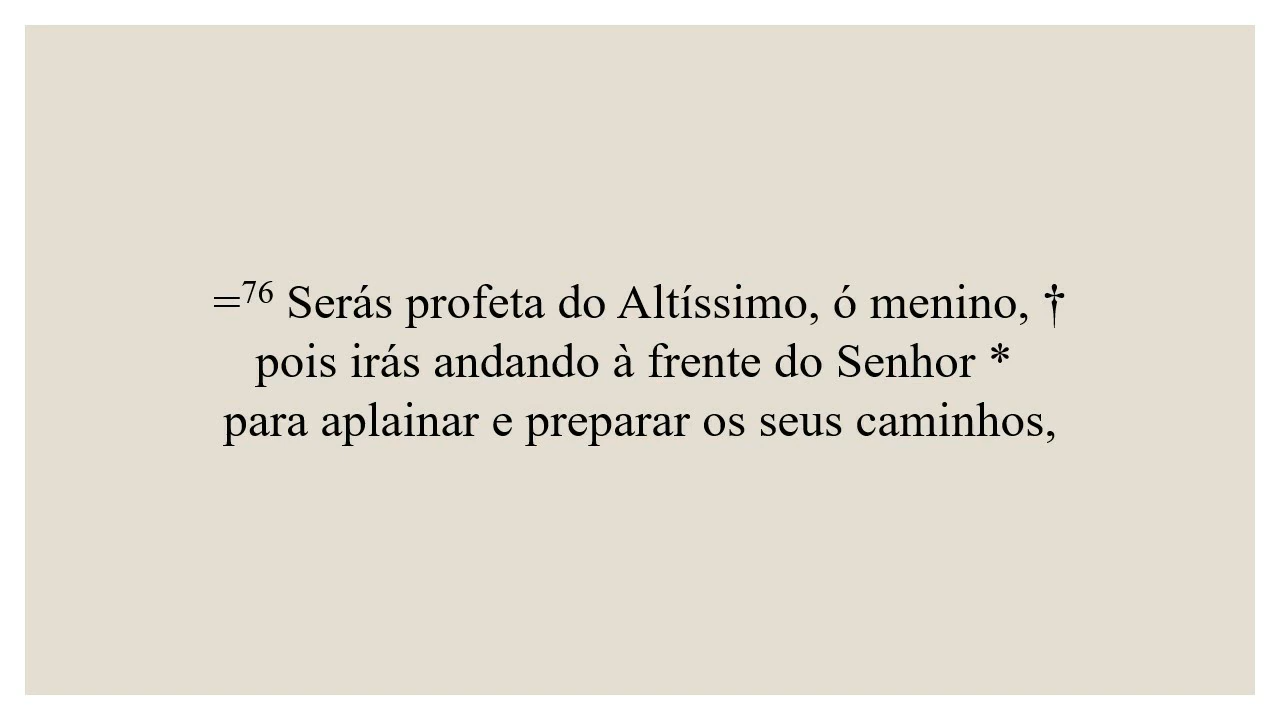 =76 Serás profeta do Altíssimo, ó menino, †
pois irás andando à frente do Senhor *
para aplainar e preparar os seus caminhos,